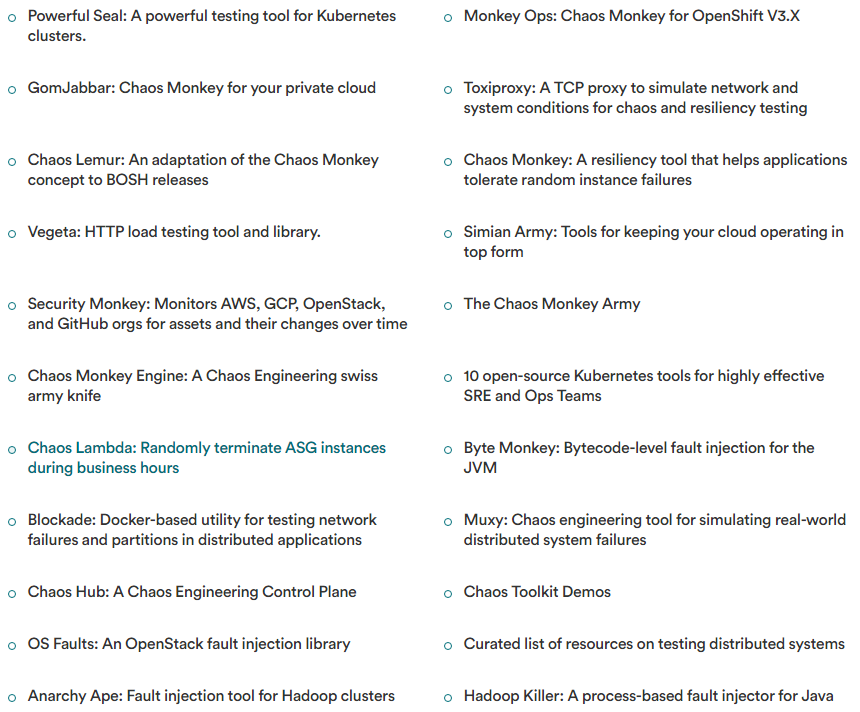 Powerful Seal: A powerful testing tool for Kubernetes
clusters.
GomJabbar: Chaos Monkey for your private cloud
Chaos Lemur: An adaptation of the Chaos Monkey
concept to BOSH releases
Vegeta: HTTP load testing tool and library.
Security Monkey: Monitors AWS, GCP, OpenStack,
and GitHub orgs for assets and their changes over time
Chaos Monkey Engine: A Chaos Engineering swiss
army knife
Chaos Lambda: Randomly terminate ASG instances
during business hours
Blockade: Docker-based utility for testing network
failures and partitions in distributed applications
Chaos Hub: A Chaos Engineering Control Plane
OS Faults: An OpenStack fault injection library
Anarchy Ape: Fault injection tool for Hadoop clusters
Monkey Ops: Chaos Monkey for OpenShift V3.X
Toxiproxy: A TCP proxy to simulate network and
system conditions for chaos and resiliency testing
Chaos Monkey: A resiliency tool that helps applications
tolerate random instance failures
Simian Army: Tools for keeping your cloud operating in
top form
The Chaos Monkey Army
10 open-source Kubernetes tools for highly effective
SRE and Ops Teams
Byte Monkey: Bytecode-level fault injection for the
JVM
Muxy: Chaos engineering tool for simulating real-world
distributed system failures
Chaos Toolkit Demos
Curated list of resources on testing distributed systems
Hadoop Killer: A process-based fault injector for Java